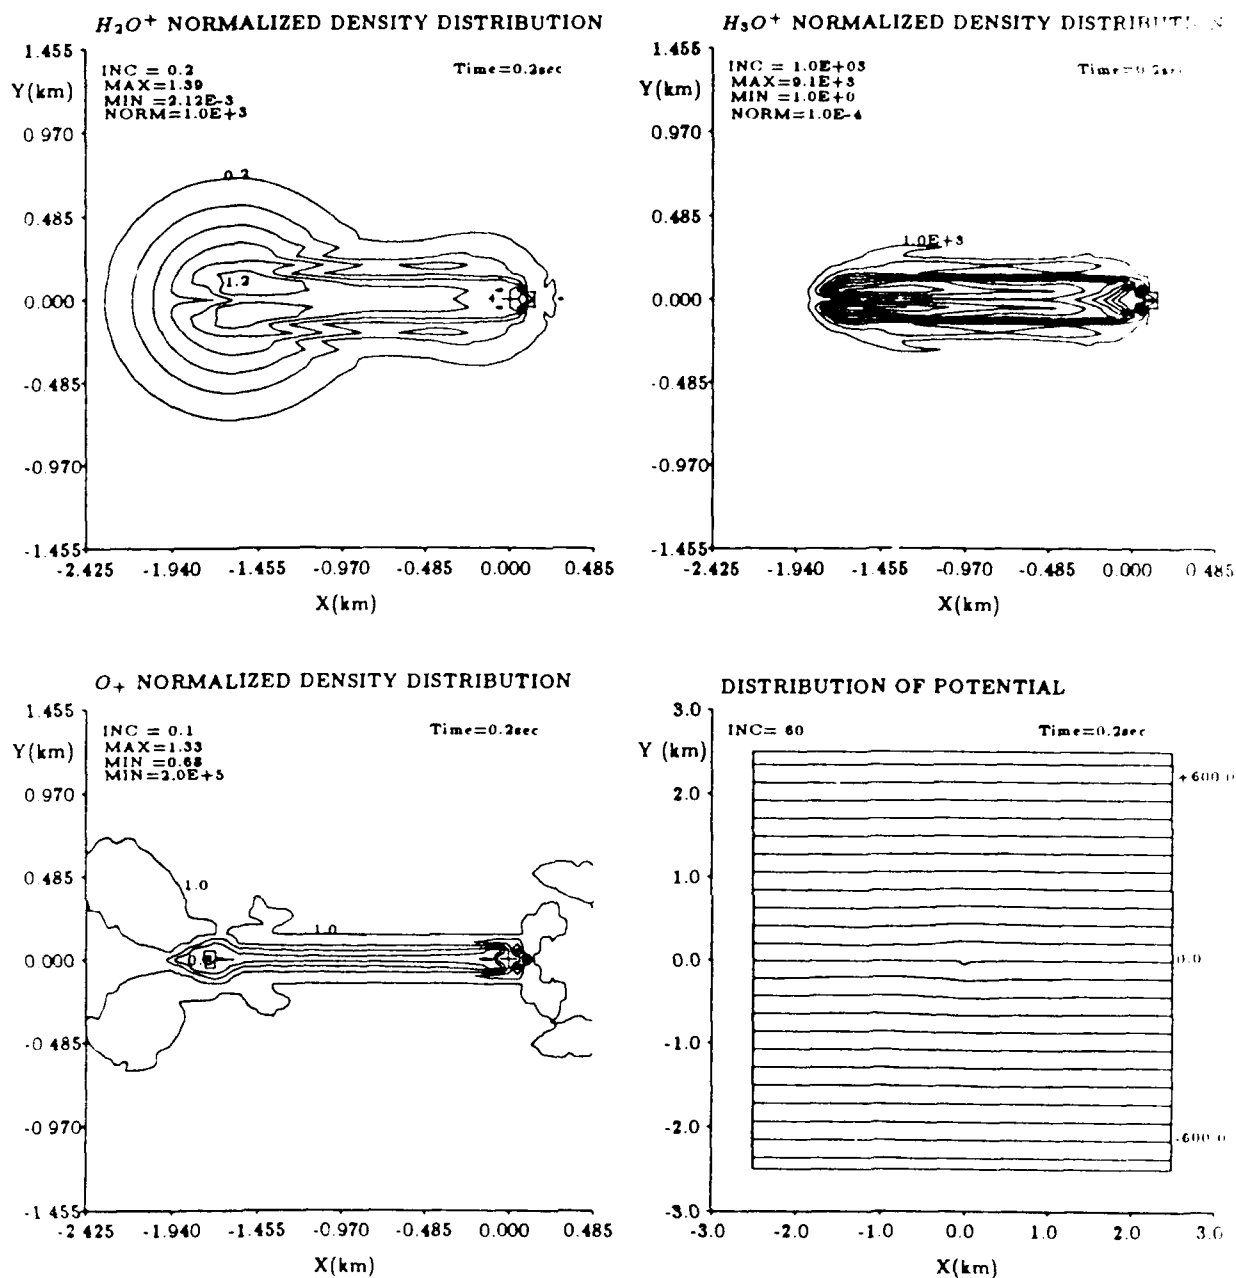 H₂O⁺ NORMALIZED DENSITY DISTRIBUTION
1.455
Y(km)
0.970
0.485
0.000
-0.485
-0.970
-1.455
INC = 0.2
MAX=1.39
MIN =2.12E-3
NORM=1.0E+3
Time=0.2sec
0.2
1.2
-2.425 -1.940 -1.455 -0.970 -0.485 0.000 0.485
X(km)
H₃O⁺ NORMALIZED DENSITY
1.455
Y(km)
0.970
0.485
0.000
-0.485
-0.970
-1.455
INC = 1.0E+03
MAX=9.1E+3
MIN =1.0E+0
NORM=1.0E-4
Time=0.2sec
1.0E+3
-2.425 -1.940 -1.455 -0.970 -0.485 0.000 0.485
X(km)
O₊ NORMALIZED DENSITY DISTRIBUTION
1.455
Y(km)
0.970
0.485
0.000
-0 485
-0.970
-1 455
INC = 0.1
MAX=1.33
MIN =0.68
MIN=2.0E+5
Time=0.2sec
1.0
1.0
-2 425 -1.940 -1.455 -0.970 -0.485 0.000 0.485
X(km)
DISTRIBUTION OF POTENTIAL
3.0
Y (km)
2.0
1.0
0.0
-1.0
-2.0
-3.0
INC= 60
Time=0.2sec
+600.0
0.0
-600.0
-3.0 -2.0 -1.0 0.0 1.0 2.0 3.0
X(km)